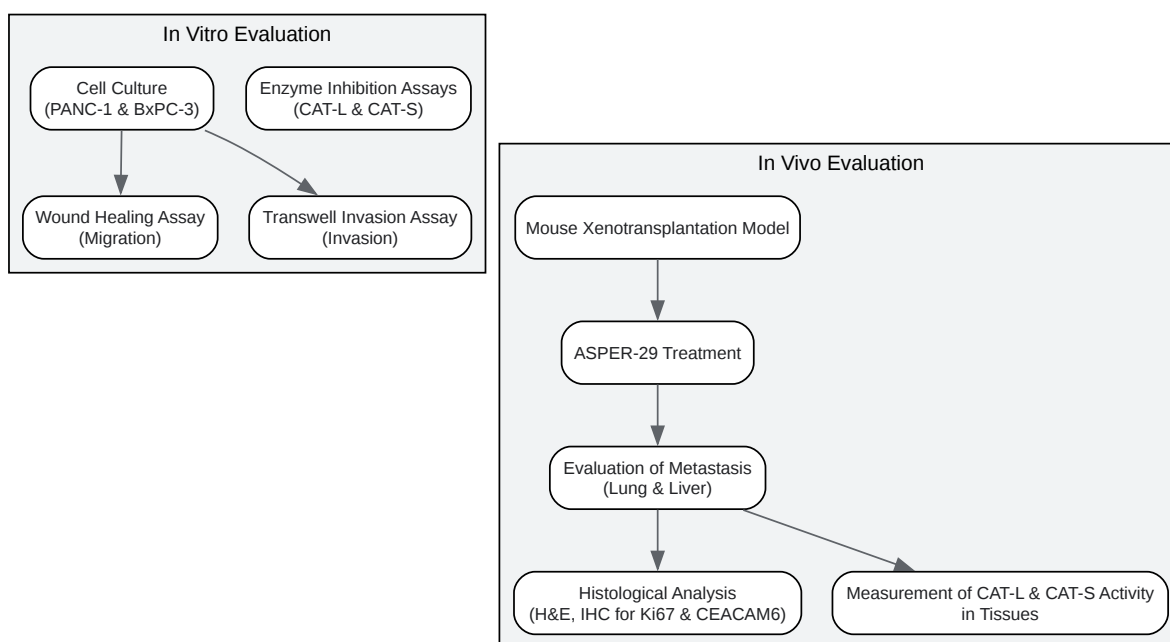 In Vitro Evaluation
Cell Culture
(PANC-1 & BxPC-3)
Enzyme Inhibition Assays
(CAT-L & CAT-S)
Wound Healing Assay
(Migration)
Transwell Invasion Assay
(Invasion)
In Vivo Evaluation
Mouse Xenotransplantation Model
ASPER-29 Treatment
Evaluation of Metastasis
(Lung & Liver)
Histological Analysis
(H&E, IHC for Ki67 & CEACAM6)
Measurement of CAT-L & CAT-S Activity
in Tissues